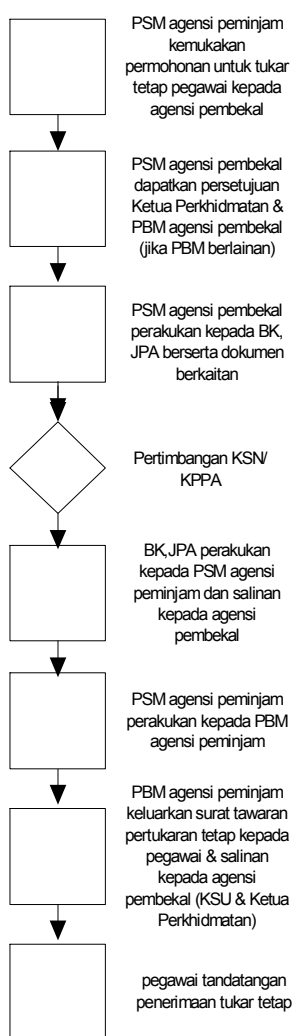 PSM agensi peminjam
kemukakan
permohonan untuk tukar
tetap pegawai kepada
agensi pembekal
PSM agensi pembekal
dapatkan persetujuan
Ketua Perkhidmatan &
PBM agensi pembekal
(jika PBM berlainan)
PSM agensi pembekal
perakukan kepada BK,
JPA berserta dokumen
berkaitan
Pertimbangan KSN/
KPPA
BK,JPA perakukan
kepada PSM agensi
peminjam dan salinan
kepada agensi
pembekal
PSM agensi peminjam
perakukan kepada PBM
agensi peminjam
PBM agensi peminjam
keluarkan surat tawaran
pertukaran tetap kepada
pegawai & salinan
kepada agensi
pembekal (KSU & Ketua
Perkhidmatan)
pegawai tandatangan
penerimaan tukar tetap